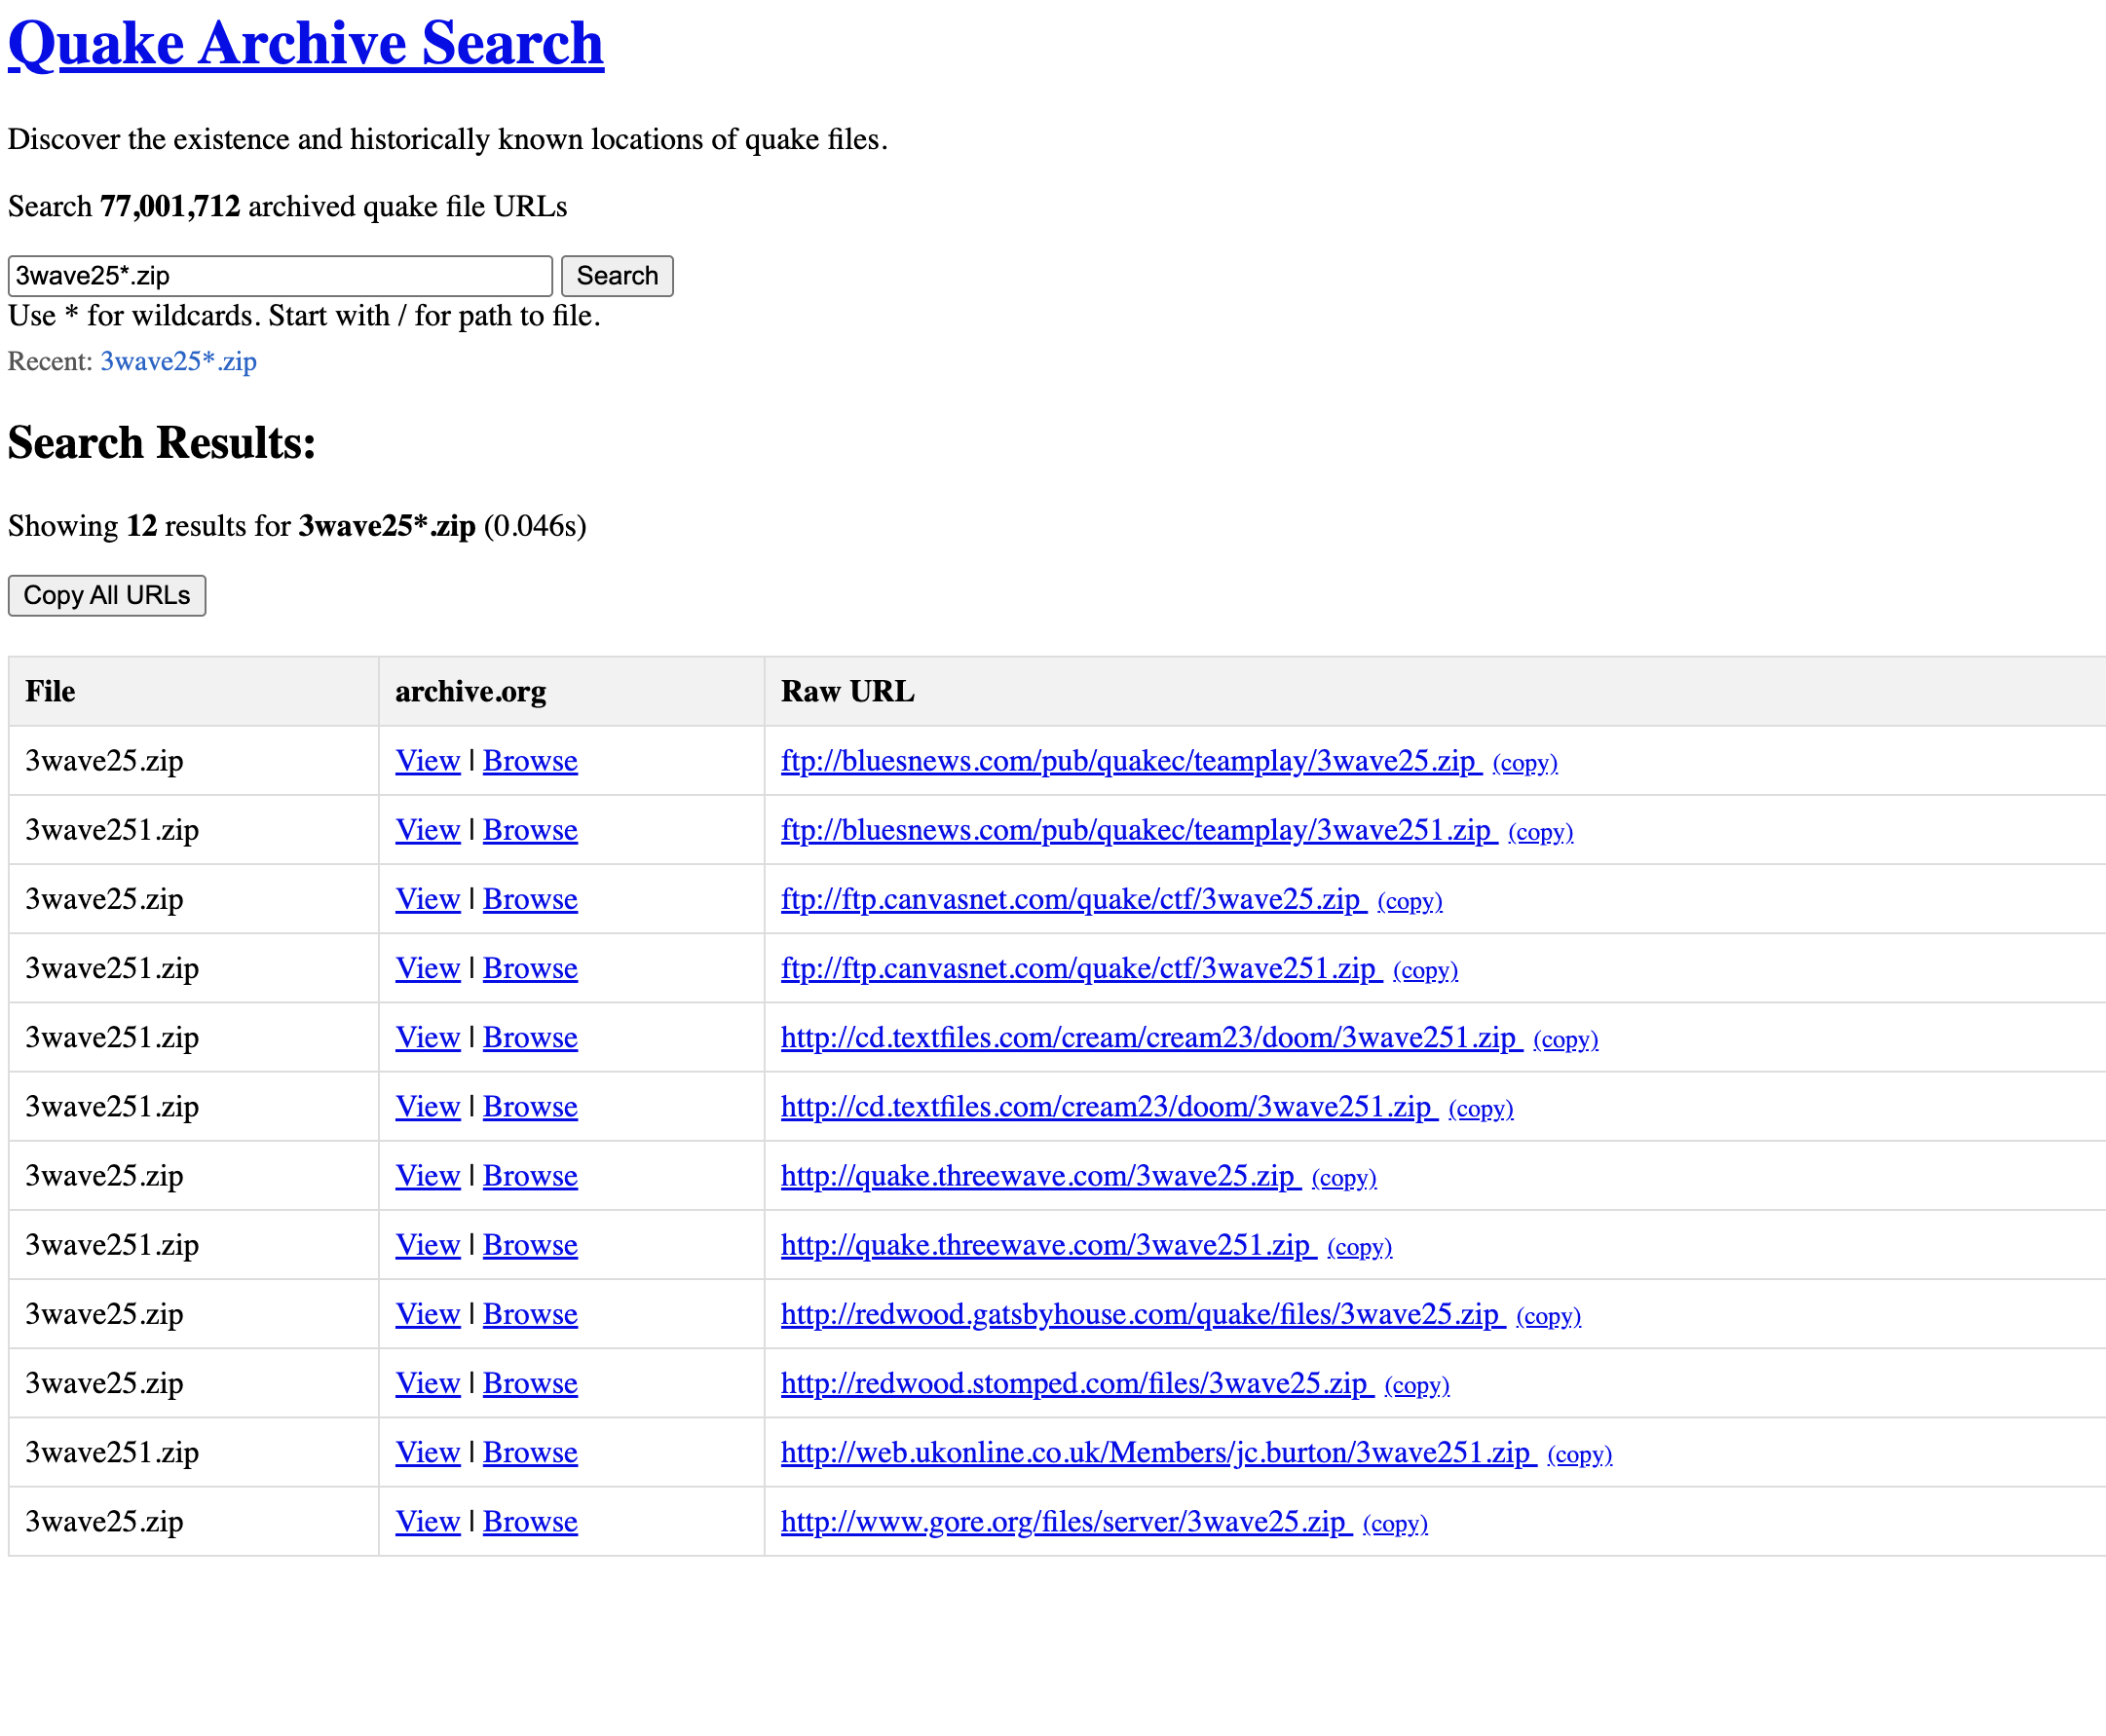 Quake Archive Search
Discover the existence and historically known locations of quake files.
Search 77,001,712 archived quake file URLs
3wave25*.zip Search
Use * for wildcards. Start with / for path to file.
Recent: 3wave25*.zip
Search Results:
Showing 12 results for 3wave25*.zip (0.046s)
Copy All URLs
File archive.org Raw URL
3wave25.zip View | Browse ftp://bluesnews.com/pub/quakec/teamplay/3wave25.zip (copy)
3wave251.zip View | Browse ftp://bluesnews.com/pub/quakec/teamplay/3wave251.zip (copy)
3wave25.zip View | Browse ftp://ftp.canvasnet.com/quake/ctf/3wave25.zip (copy)
3wave251.zip View | Browse ftp://ftp.canvasnet.com/quake/ctf/3wave251.zip (copy)
3wave251.zip View | Browse http://cd.textfiles.com/cream/cream23/doom/3wave251.zip (copy)
3wave251.zip View | Browse http://cd.textfiles.com/cream23/doom/3wave251.zip (copy)
3wave25.zip View | Browse http://quake.threewave.com/3wave25.zip (copy)
3wave251.zip View | Browse http://quake.threewave.com/3wave251.zip (copy)
3wave25.zip View | Browse http://redwood.gatsbyhouse.com/quake/files/3wave25.zip (copy)
3wave25.zip View | Browse http://redwood.stomped.com/files/3wave25.zip (copy)
3wave251.zip View | Browse http://web.ukonline.co.uk/Members/jc.burton/3wave251.zip (copy)
3wave25.zip View | Browse http://www.gore.org/files/server/3wave25.zip (copy)